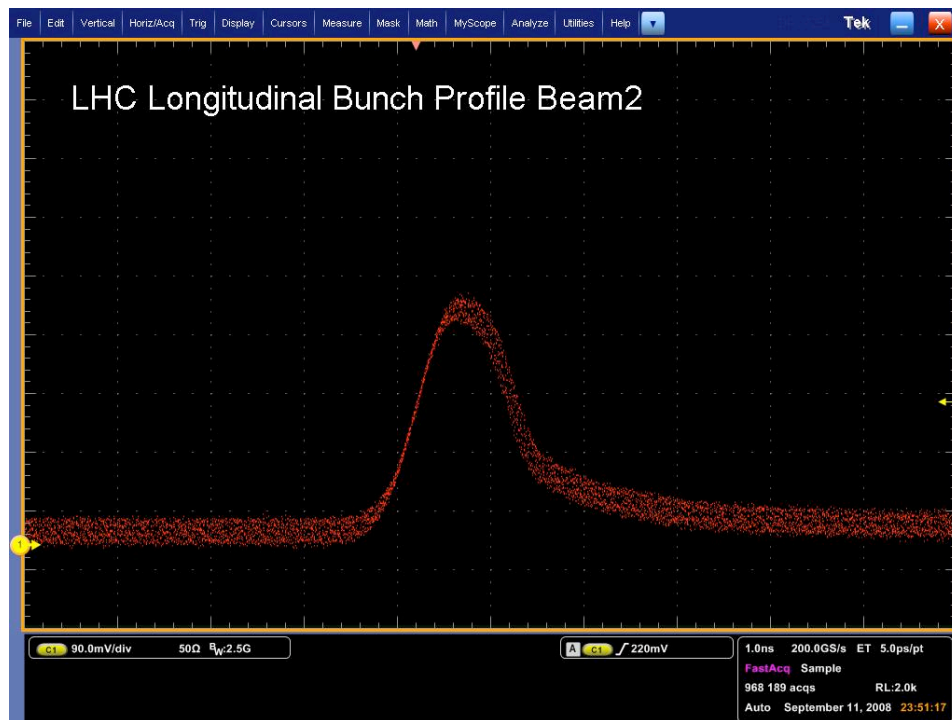 File Edit Vertical Horiz/Acq Trig Display Cursors Measure Mask Math MyScope Analyze Utilities Help Tek X
LHC Longitudinal Bunch Profile Beam2
1
C1 90.0mV/div 50Ω BW:2.5G
A C1 220mV
1.0ns 200.0GS/s ET 5.0ps/pt
FastAcq Sample
968 189 acqs RL:2.0k
Auto September 11, 2008 23:51:17